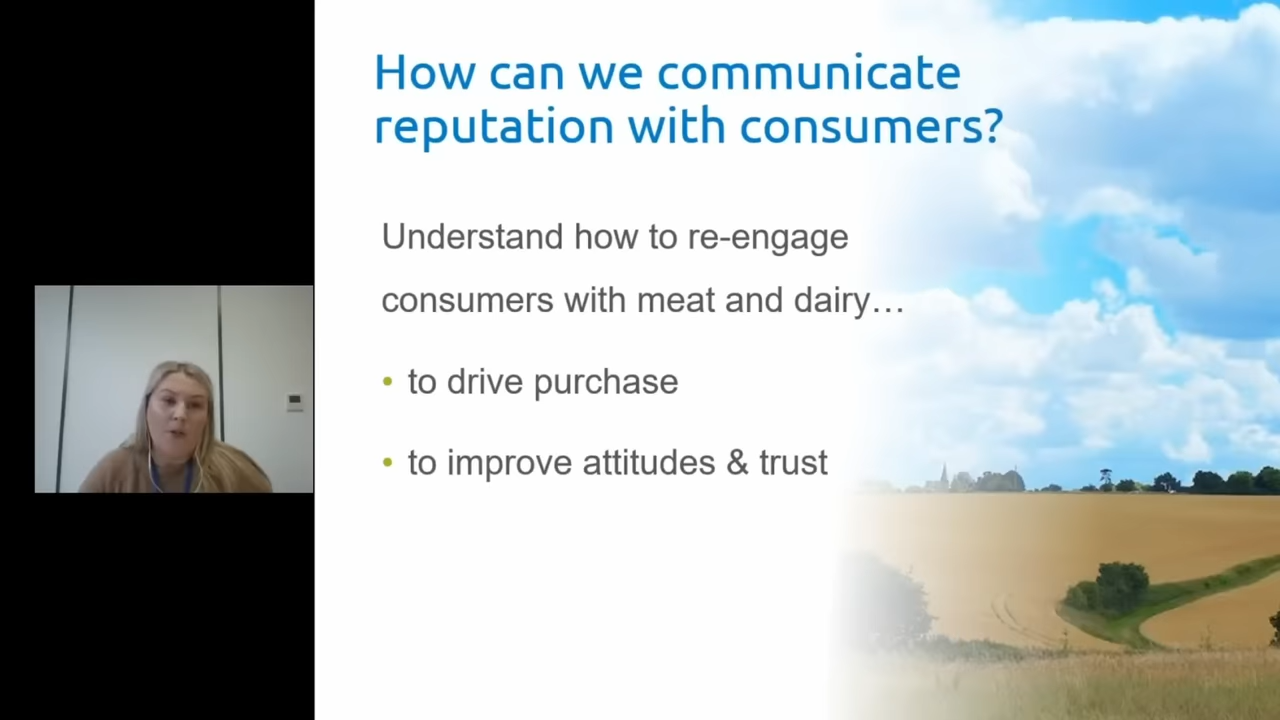 How can we communicate
reputation with consumers?
Understand how to re-engage
consumers with meat and dairy…
• to drive purchase
• to improve attitudes & trust